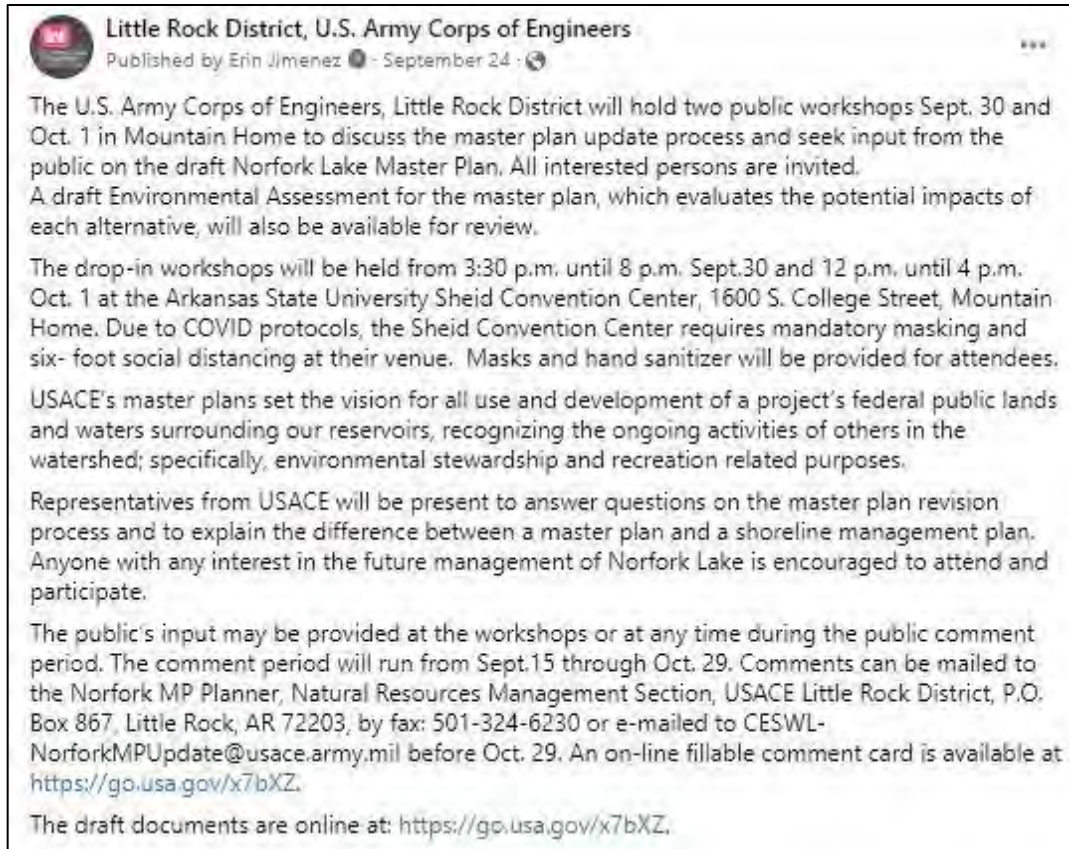 Little Rock District, U.S. Army Corps of Engineers
Published by Erin Jimenez · September 24 ·
The U.S. Army Corps of Engineers, Little Rock District will hold two public workshops Sept. 30 and
Oct. 1 in Mountain Home to discuss the master plan update process and seek input from the
public on the draft Norfork Lake Master Plan. All interested persons are invited.
A draft Environmental Assessment for the master plan, which evaluates the potential impacts of
each alternative, will also be available for review.
The drop-in workshops will be held from 3:30 p.m. until 8 p.m. Sept.30 and 12 p.m. until 4 p.m.
Oct. 1 at the Arkansas State University Sheid Convention Center, 1600 S. College Street, Mountain
Home. Due to COVID protocols, the Sheid Convention Center requires mandatory masking and
six- foot social distancing at their venue.  Masks and hand sanitizer will be provided for attendees.
USACE's master plans set the vision for all use and development of a project's federal public lands
and waters surrounding our reservoirs, recognizing the ongoing activities of others in the
watershed; specifically, environmental stewardship and recreation related purposes.
Representatives from USACE will be present to answer questions on the master plan revision
process and to explain the difference between a master plan and a shoreline management plan.
Anyone with any interest in the future management of Norfork Lake is encouraged to attend and
participate.
The public's input may be provided at the workshops or at any time during the public comment
period. The comment period will run from Sept.15 through Oct. 29. Comments can be mailed to
the Norfork MP Planner, Natural Resources Management Section, USACE Little Rock District, P.O.
Box 867, Little Rock, AR 72203, by fax: 501-324-6230 or e-mailed to CESWL-
NorforkMPUpdate@usace.army.mil before Oct. 29. An on-line fillable comment card is available at
https://go.usa.gov/x7bXZ.
The draft documents are online at: https://go.usa.gov/x7bXZ.